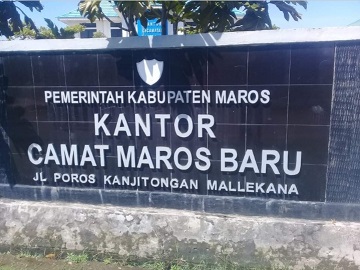 PEMERINTAH KABUPATEN MAROS
KANTOR
CAMAT MAROS BARU
JL POROS KANJITONGAN MALLEKANA